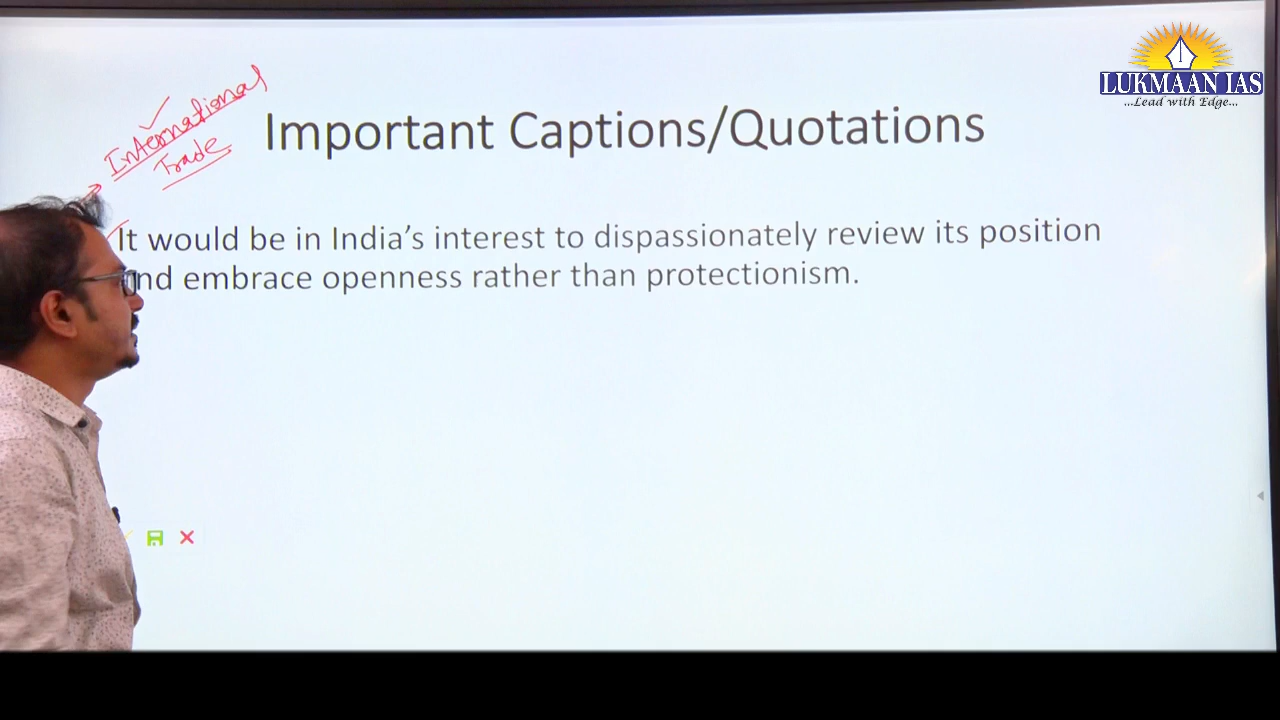 LUKMAAN IAS
...Lead with Edge...
International
Trade
Important Captions/Quotations
It would be in India's interest to dispassionately review its position
and embrace openness rather than protectionism.